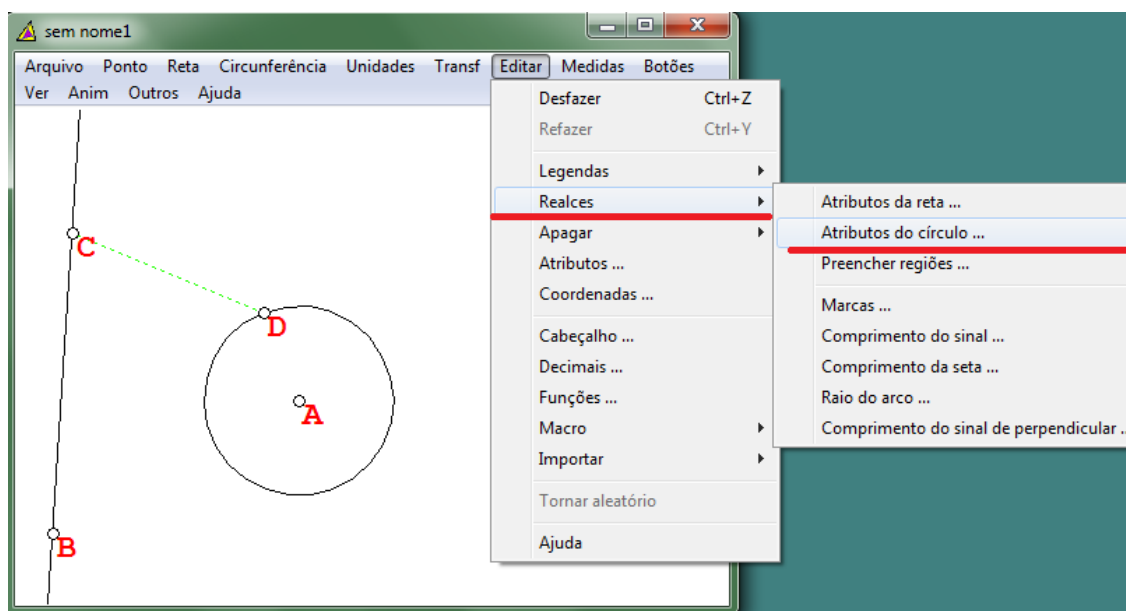 sem nome1
Arquivo Ponto Reta Circunferência Unidades Transf Editar Medidas Botões
Ver Anim Outros Ajuda
Desfazer Ctrl+Z
Refazer Ctrl+Y
Legendas
Realces
Apagar
Atributos ...
Coordenadas ...
Cabeçalho ...
Decimais ...
Funções ...
Macro
Importar
Tornar aleatório
Ajuda
Atributos da reta ...
Atributos do círculo ...
Preencher regiões ...
Marcas ...
Comprimento do sinal ...
Comprimento da seta ...
Raio do arco ...
Comprimento do sinal de perpendicular ..
C
D
A
B